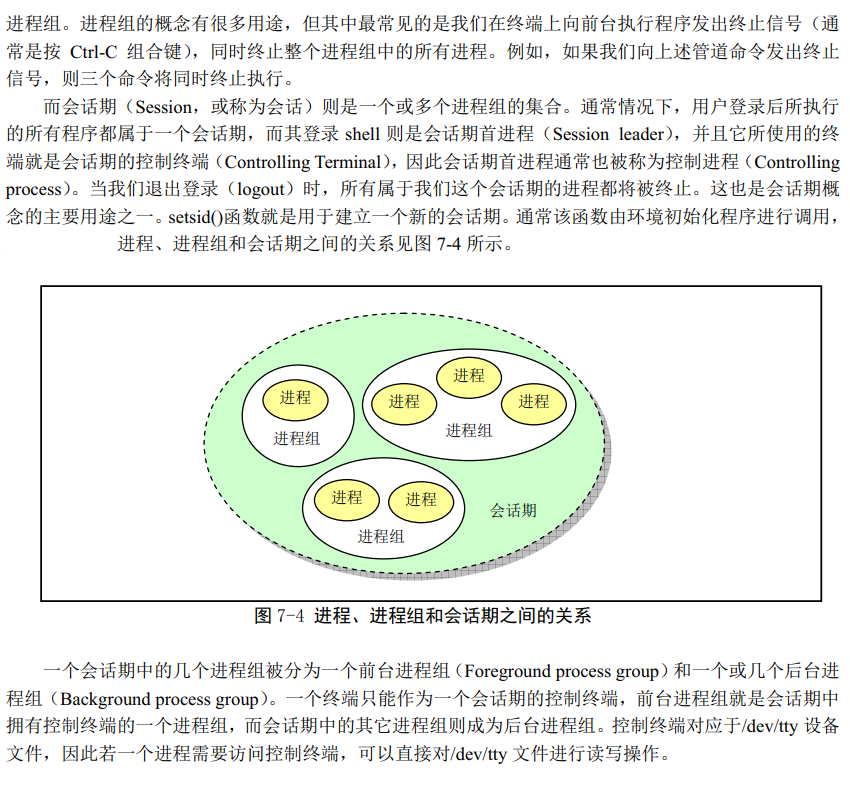 进程组。进程组的概念有很多用途，但其中最常见的是我们在终端上向前台执行程序发出终止信号（通
常是按 Ctrl-C 组合键），同时终止整个进程组中的所有进程。例如，如果我们向上述管道命令发出终止
信号，则三个命令将同时终止执行。
而会话期（Session，或称为会话）则是一个或多个进程组的集合。通常情况下，用户登录后所执行
的所有程序都属于一个会话期，而其登录 shell 则是会话期首进程（Session leader），并且它所使用的终
端就是会话期的控制终端（Controlling Terminal），因此会话期首进程通常也被称为控制进程（Controlling
process）。当我们退出登录（logout）时，所有属于我们这个会话期的进程都将被终止。这也是会话期概
念的主要用途之一。setsid()函数就是用于建立一个新的会话期。通常该函数由环境初始化程序进行调用，
进程、进程组和会话期之间的关系见图 7-4 所示。
进程
进程
进程
进程
进程组
进程组
进程
进程
会话期
进程组
图 7-4 进程、进程组和会话期之间的关系
一个会话期中的几个进程组被分为一个前台进程组（Foreground process group）和一个或几个后台进
程组（Background process group）。一个终端只能作为一个会话期的控制终端，前台进程组就是会话期中
拥有控制终端的一个进程组，而会话期中的其它进程组则成为后台进程组。控制终端对应于/dev/tty 设备
文件，因此若一个进程需要访问控制终端，可以直接对/dev/tty 文件进行读写操作。